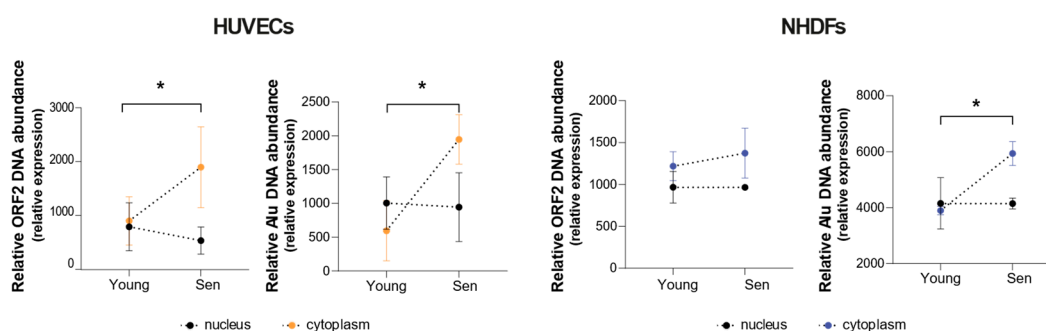 HUVECs
NHDFs
Relative ORF2 DNA abundance
(relative expression)
3000
2000
1000
0
*
Young
Sen
Relative Alu DNA abundance
(relative expression)
2500
2000
1500
1000
500
0
*
Young
Sen
nucleus
cytoplasm
Relative ORF2 DNA abundance
(relative expression)
2000
1500
1000
500
0
Young
Sen
Relative Alu DNA abundance
(relative expression)
8000
6000
4000
2000
*
Young
Sen
nucleus
cytoplasm